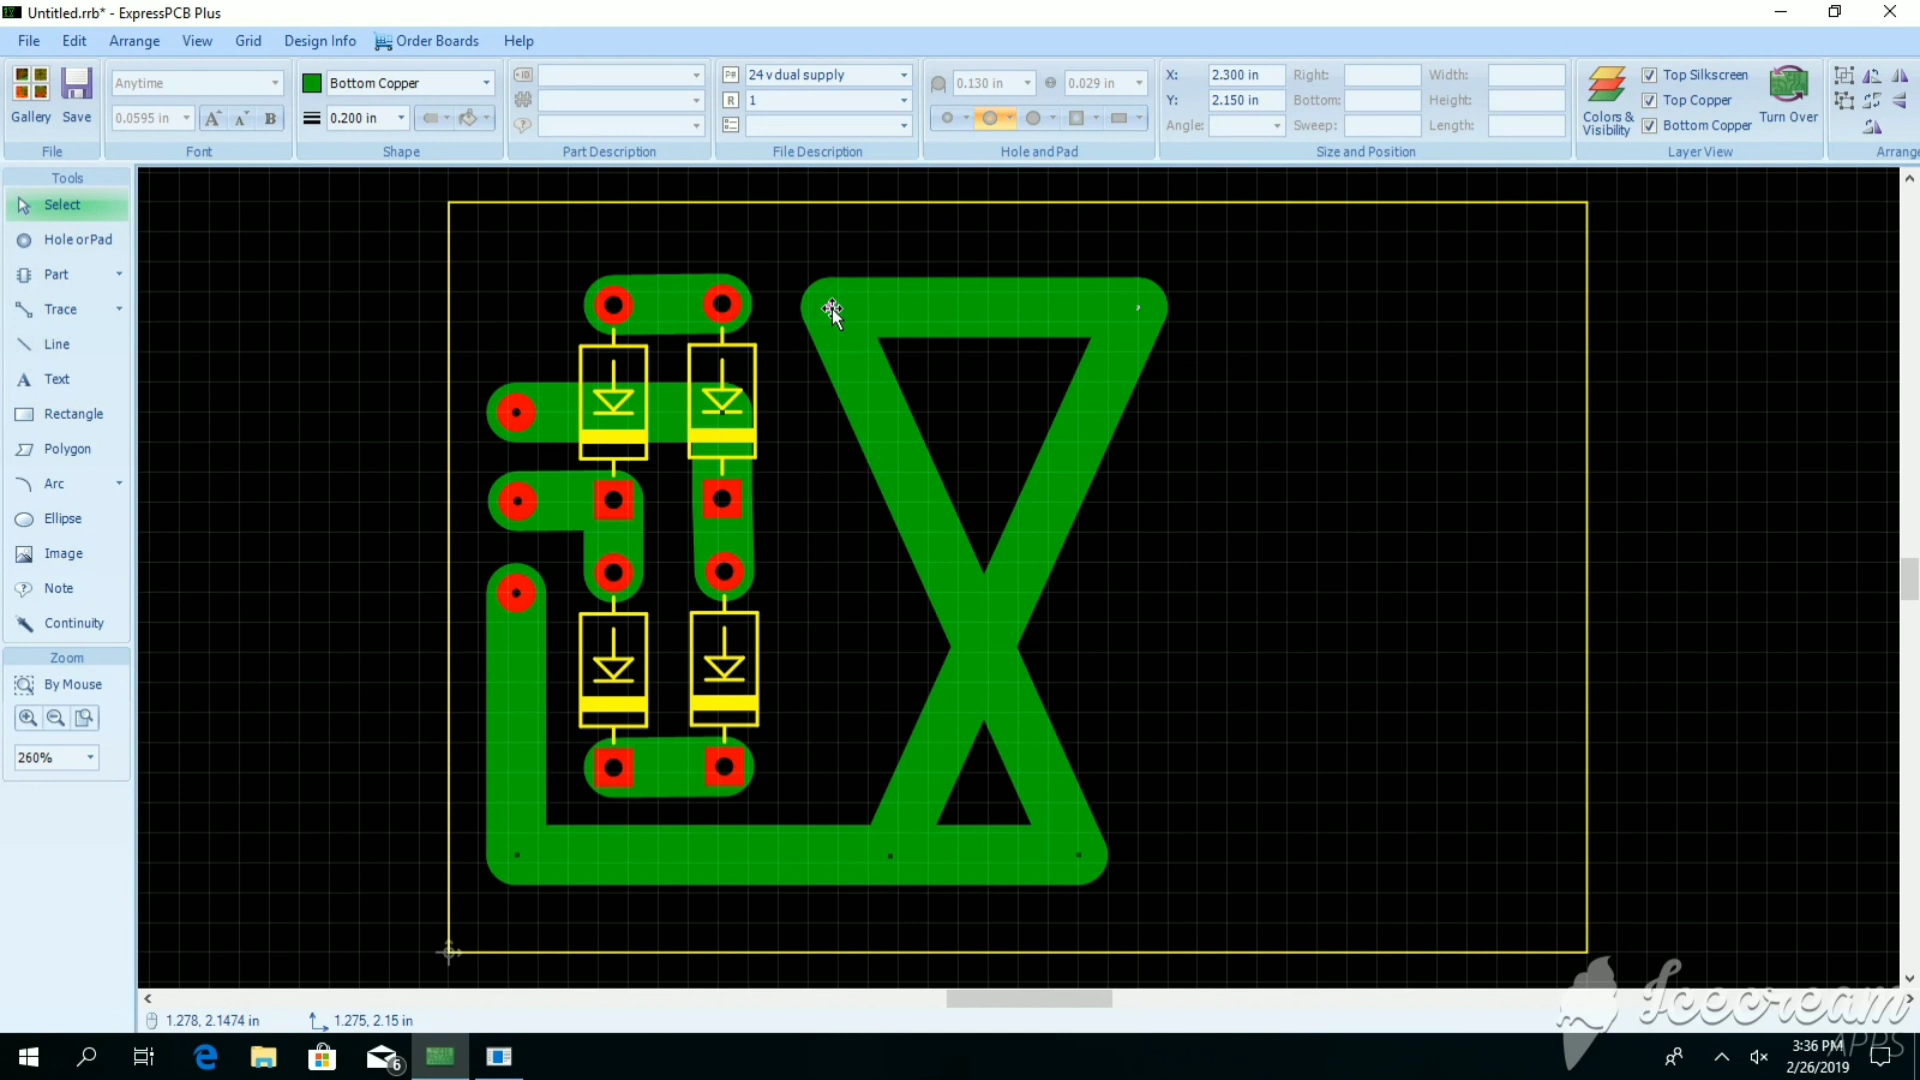 Untitled.rrb* - ExpressPCB Plus
File Edit Arrange View Grid Design Info Order Boards Help
Gallery Save
File
Anytime
0.0595 in A A B
Font
Bottom Copper
0.200 in
Shape
Part Description
24 v dual supply
1
File Description
0.130 in 0.029 in
Hole and Pad
X: 2.300 in Right: Width:
Y: 2.150 in Bottom: Height:
Angle: Sweep: Length:
Size and Position
Colors & Visibility
Top Silkscreen
Top Copper
Bottom Copper
Turn Over
Layer View
Arrange
Tools
Select
Hole or Pad
Part
Trace
Line
Text
Rectangle
Polygon
Arc
Ellipse
Image
Note
Continuity
Zoom
By Mouse
260%
1.278, 2.1474 in 1.275, 2.15 in
Icecream
APPS
6
3:36 PM
2/26/2019